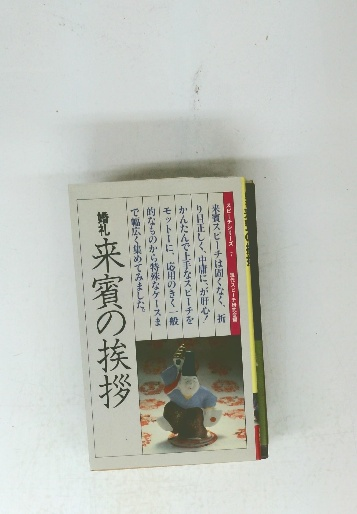 スピーチシリーズ 7
来賓スピーチは固くなく、折
り目正しく、中庸に、が肝心！
かんたんで上手なスピーチを
モットーに、応用のきく一般
的なものから特殊なケースま
で幅広く集めてみました。
婚礼
来賓の挨拶